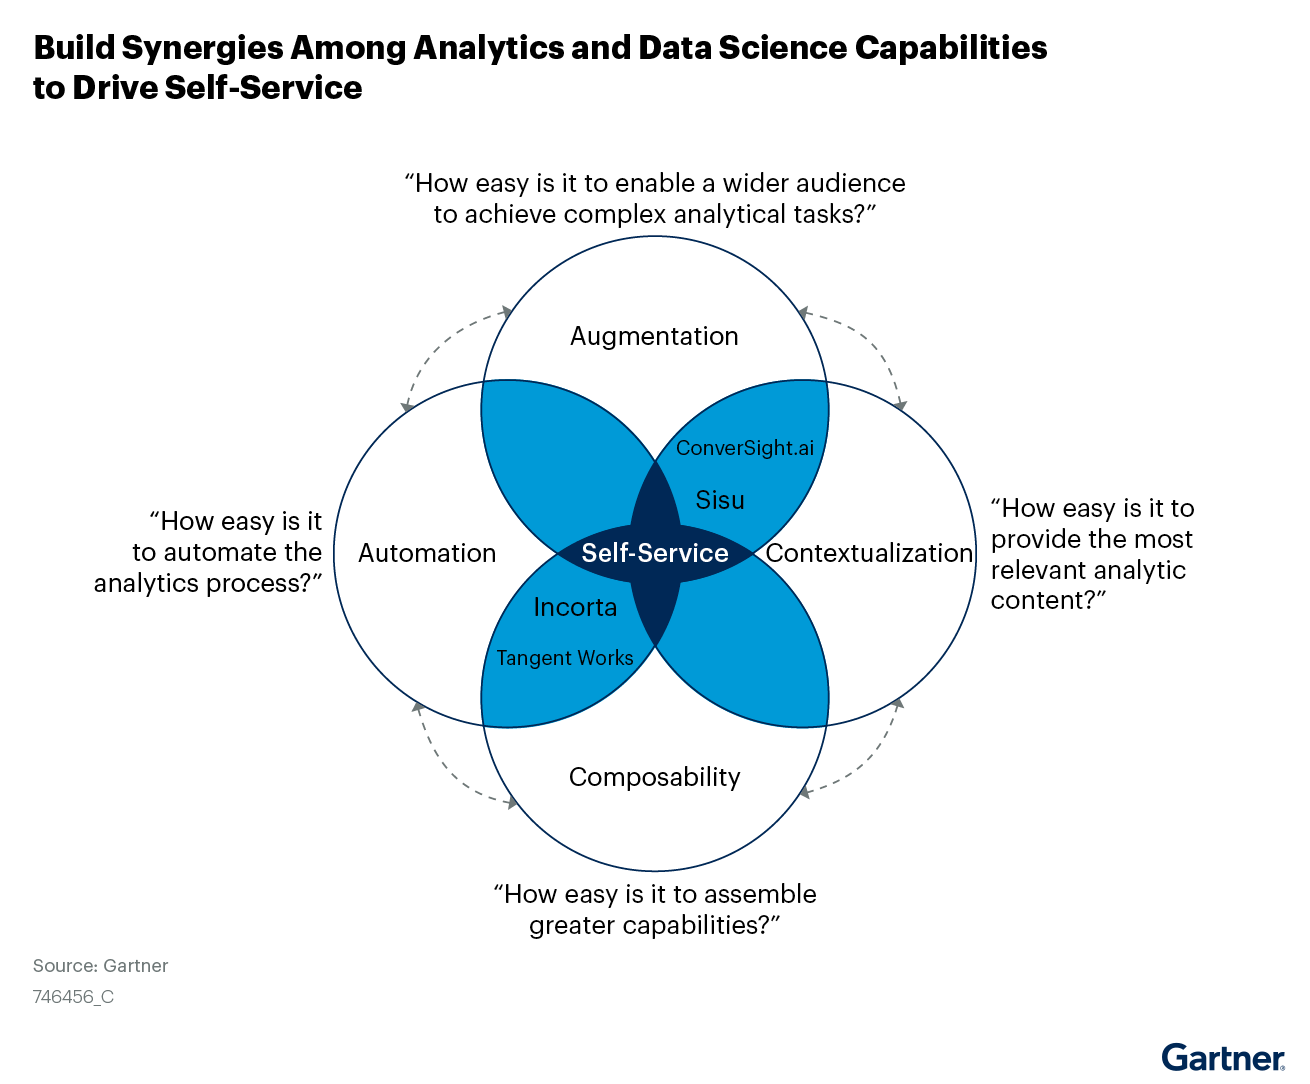 Build Synergies Among Analytics and Data Science Capabilities
to Drive Self-Service
“How easy is it to enable a wider audience
to achieve complex analytical tasks?”
Augmentation
ConverSight.ai
Sisu
“How easy is it
to automate the
analytics process?”
Automation
Self-Service
Contextualization
“How easy is it to
provide the most
relevant analytic
content?”
Incorta
Tangent Works
Composability
“How easy is it to assemble
greater capabilities?”
Source: Gartner
746456_C
Gartner®